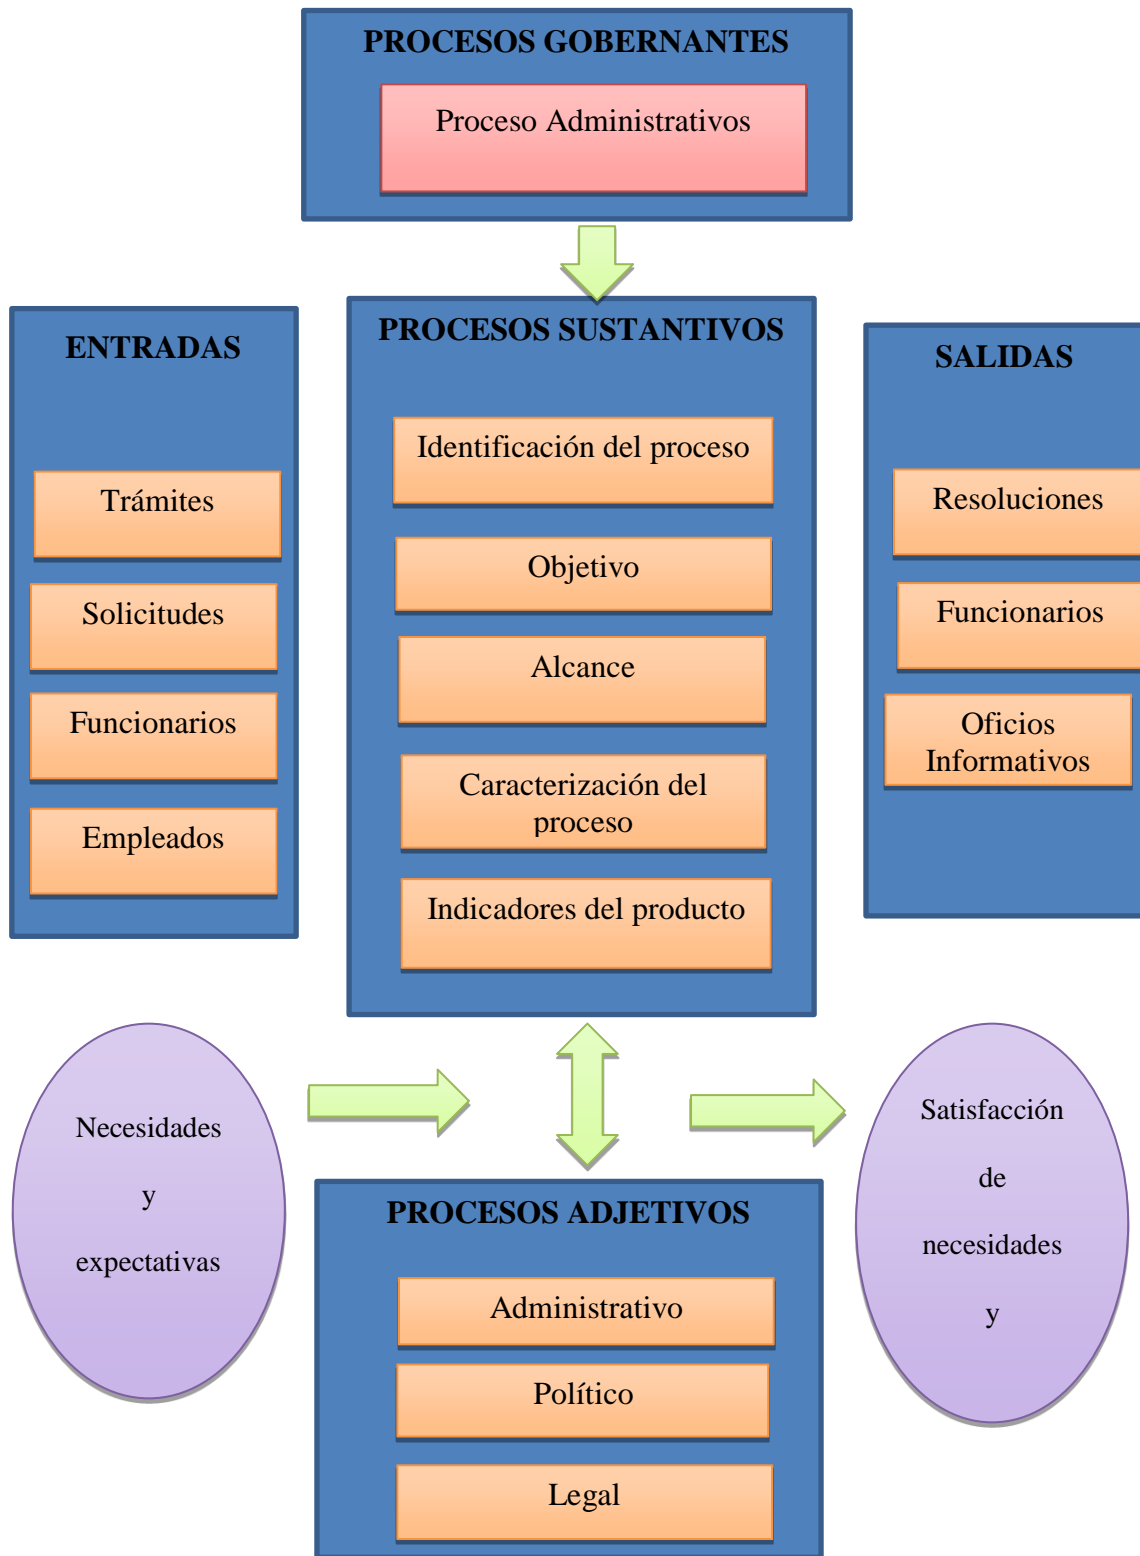 PROCESOS GOBERNANTES
Proceso Administrativos
ENTRADAS
Trámites
Solicitudes
Funcionarios
Empleados
PROCESOS SUSTANTIVOS
Identificación del proceso
Objetivo
Alcance
Caracterización del
proceso
Indicadores del producto
SALIDAS
Resoluciones
Funcionarios
Oficios
Informativos
Necesidades
y
expectativas
PROCESOS ADJETIVOS
Administrativo
Político
Legal
Satisfacción
de
necesidades
y